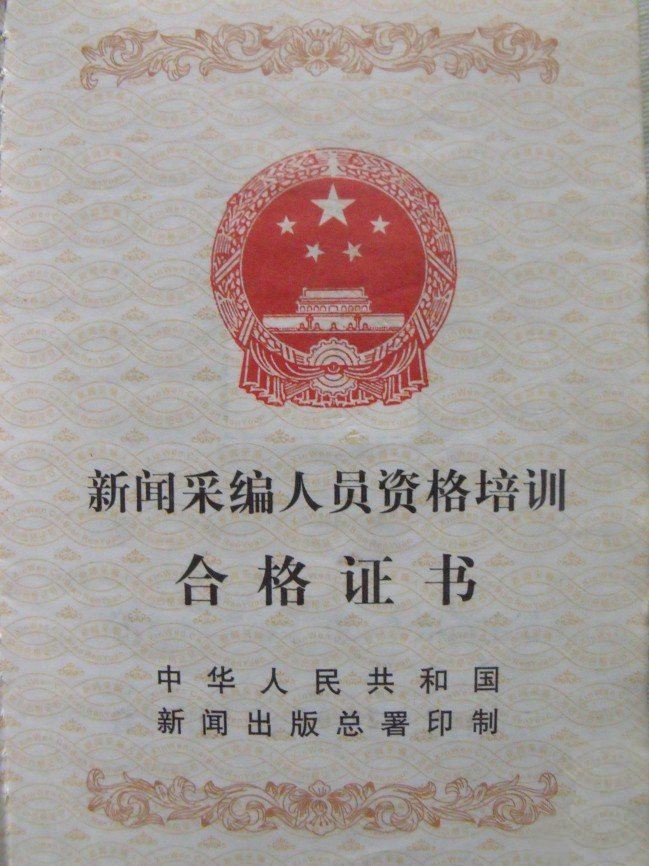 新闻采编人员资格培训
合格证书
中华人民共和国
新闻出版总署印制